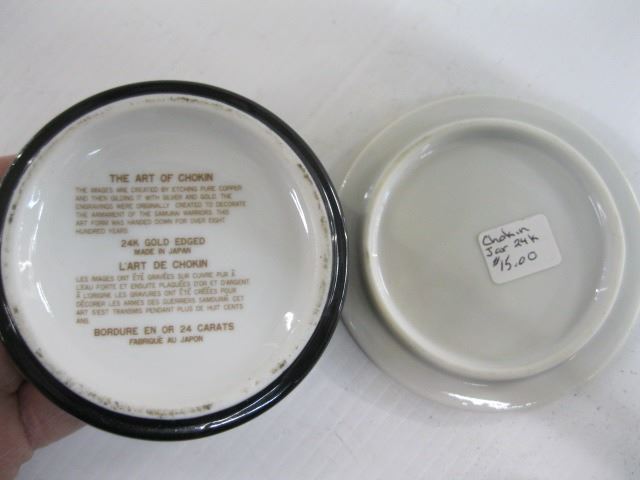 THE ART OF CHOKIN
THE IMAGES ARE CREATED BY ETCHING PURE COPPER
AND THEN GILDING IT WITH SILVER AND GOLD. THE
ENGRAVINGS WERE ORIGINALLY CREATED TO DECORATE
THE ARMAMENT OF THE SAMURAI WARRIORS. THIS
ART FORM WAS HANDED DOWN FOR OVER EIGHT
HUNDRED YEARS.
24K GOLD EDGED
MADE IN JAPAN
L'ART DE CHOKIN
LES IMAGES ONT ÉTÉ GRAVÉES SUR CUIVRE PUR À
L'EAU FORTE ET ENSUITE PLAQUÉES D'OR ET D'ARGENT
À L'ORIGINE LES GRAVURES ONT ÉTÉ CRÉÉES POUR
DÉCORER LES ARMES DES GUERRIERS SAMOURAÏ. CET
ART S'EST TRANSMIS PENDANT PLUS DE HUIT CENTS
ANS.
BORDURE EN OR 24 CARATS
FABRIQUÉ AU JAPON
Chokin
Jar 24k
$15.00